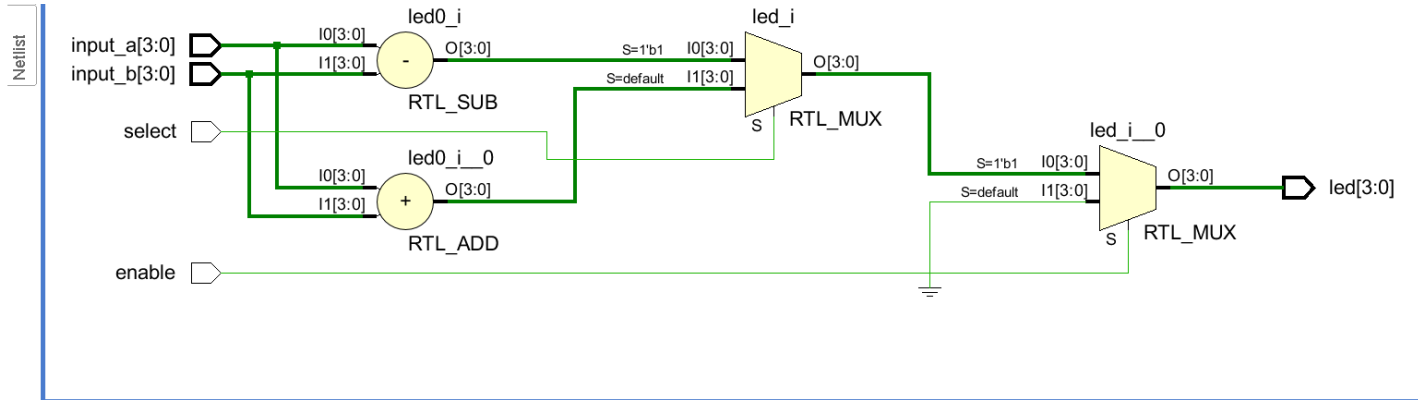 Netlist
led0_i
led_i
input_a[3:0]
I0[3:0]
O[3:0]
S=1'b1
I0[3:0]
O[3:0]
input_b[3:0]
I1[3:0]
-
S=default
I1[3:0]
RTL_SUB
S
RTL_MUX
select
led_i__0
led0_i__0
S=1'b1
I0[3:0]
O[3:0]
led[3:0]
I0[3:0]
O[3:0]
S=default
I1[3:0]
I1[3:0]
+
S
RTL_MUX
RTL_ADD
enable